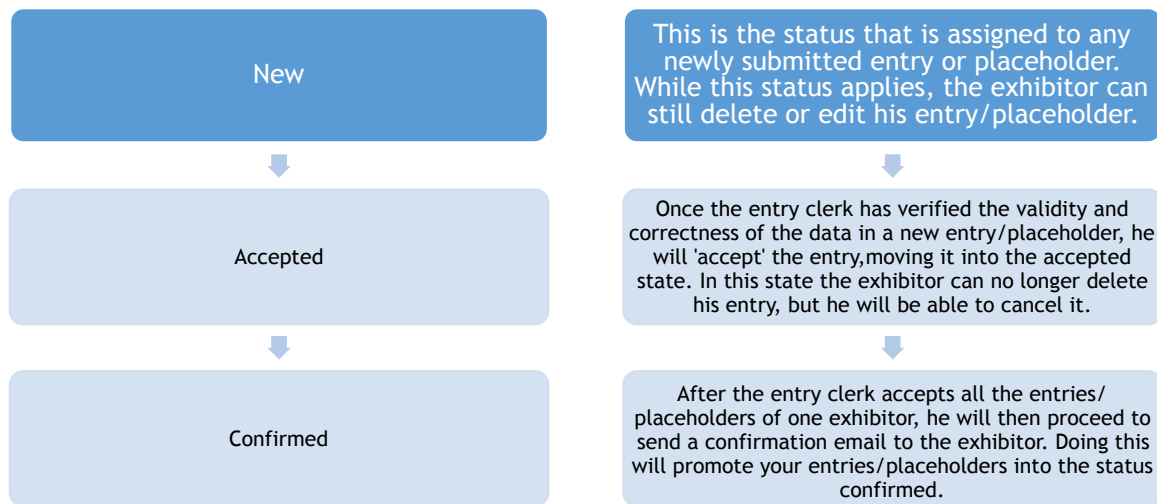 New
This is the status that is assigned to any
newly submitted entry or placeholder.
While this status applies, the exhibitor can
still delete or edit his entry/placeholder.
Accepted
Once the entry clerk has verified the validity and
correctness of the data in a new entry/placeholder, he
will 'accept' the entry,moving it into the accepted
state. In this state the exhibitor can no longer delete
his entry, but he will be able to cancel it.
Confirmed
After the entry clerk accepts all the entries/
placeholders of one exhibitor, he will then proceed to
send a confirmation email to the exhibitor. Doing this
will promote your entries/placeholders into the status
confirmed.